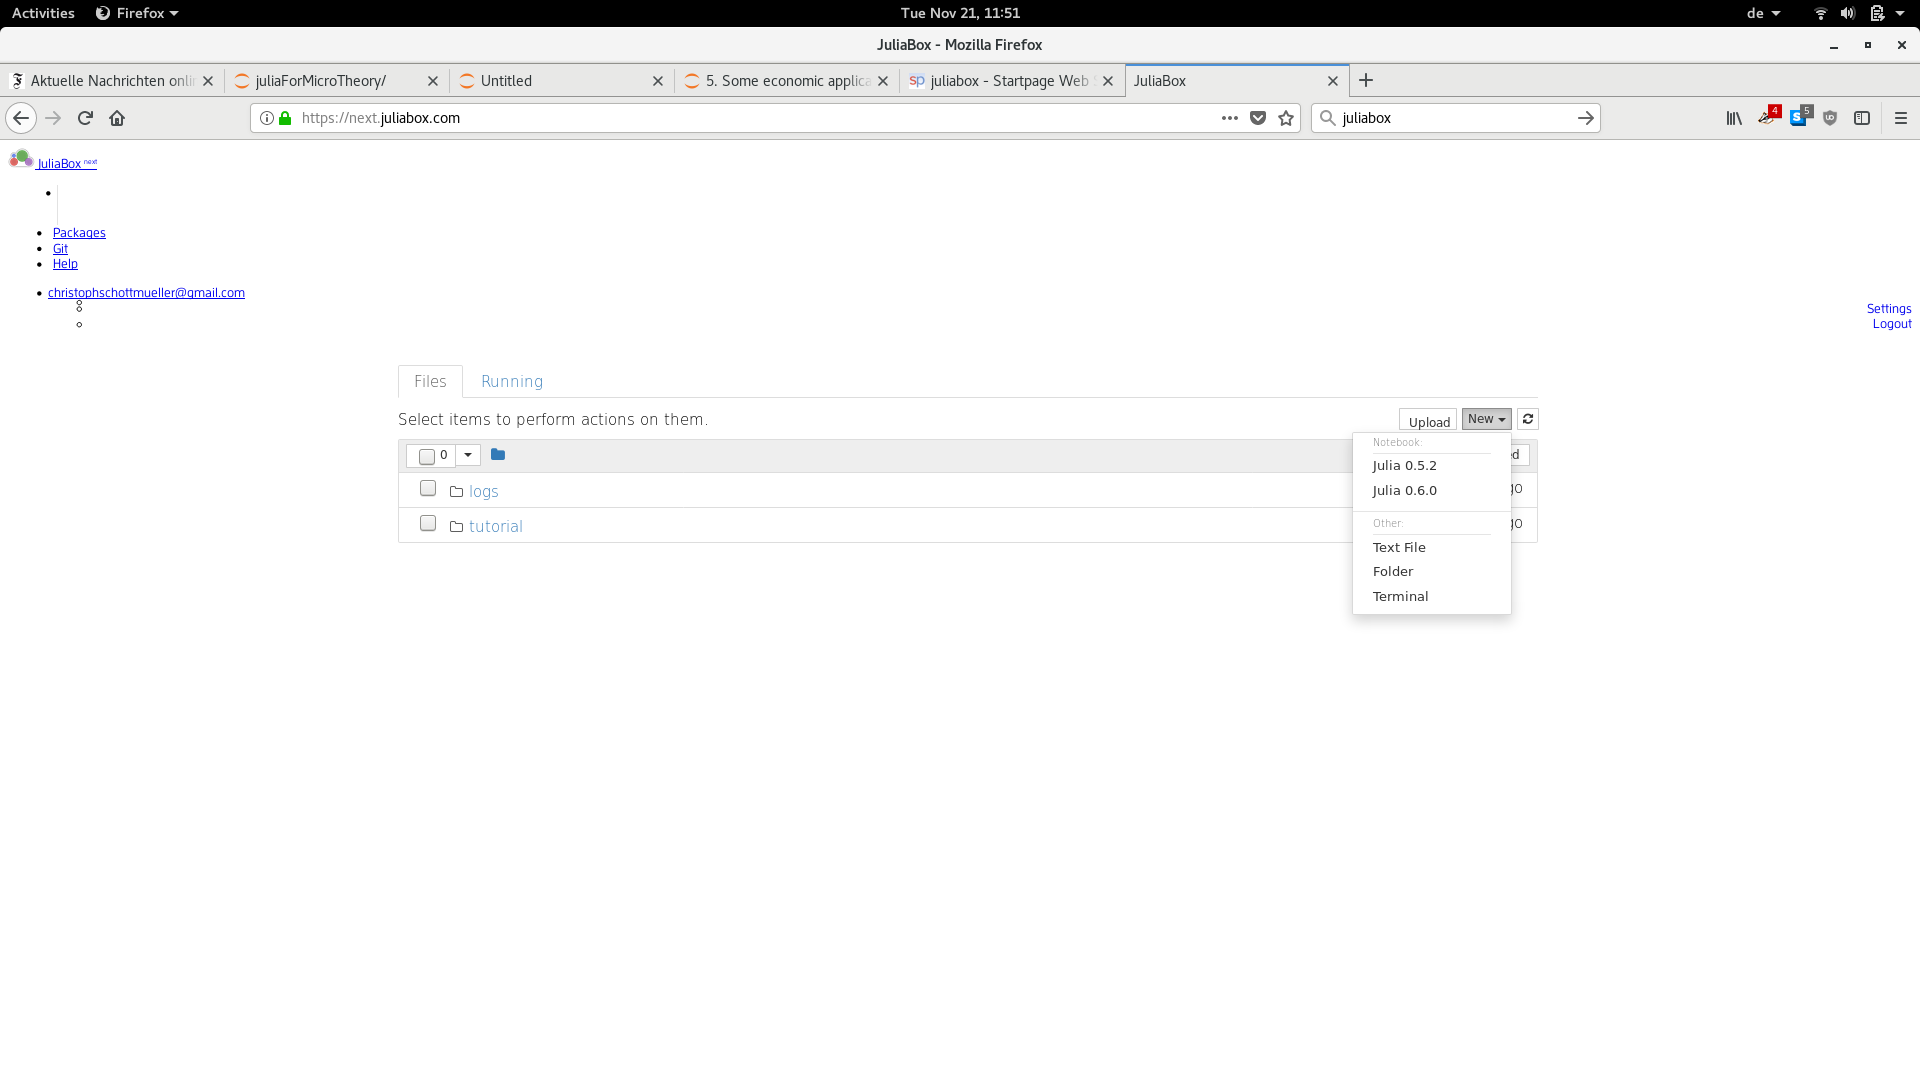 Activities Firefox Tue Nov 21, 11:51 de
JuliaBox - Mozilla Firefox
Aktuelle Nachrichten onlin juliaForMicroTheory/ Untitled 5. Some economic applica juliabox - Startpage Web JuliaBox
https://next.juliabox.com juliabox 4 5
JuliaBox next
Packages
Git
Help
christophschottmueller@gmail.com
Settings
Logout
Files Running
Select items to perform actions on them. Upload New
0
Notebook:
Julia 0.5.2
logs
Julia 0.6.0
Other:
tutorial
Text File
Folder
Terminal